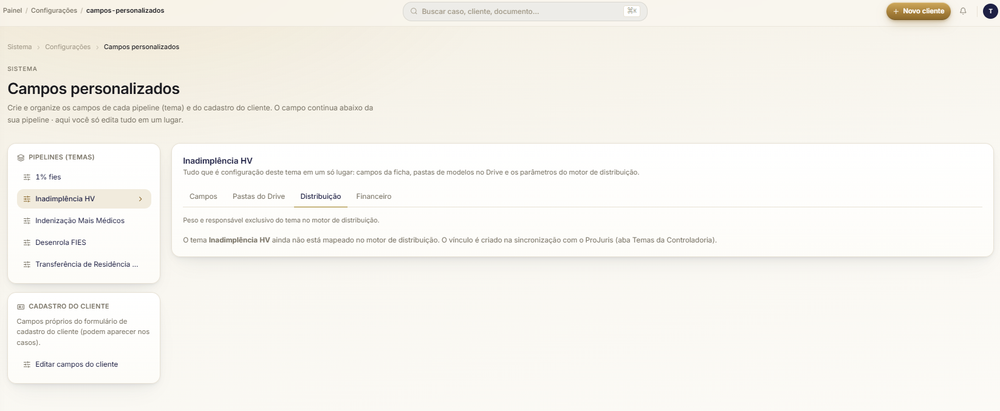 Painel / Configurações / campos-personalizados
Buscar caso, cliente, documento... ⌘K
+ Novo cliente
T
Sistema > Configurações > Campos personalizados
SISTEMA
Campos personalizados
Crie e organize os campos de cada pipeline (tema) e do cadastro do cliente. O campo continua abaixo da
sua pipeline · aqui você só edita tudo em um lugar.
PIPELINES (TEMAS)
1% fies
Inadimplência HV
Indenização Mais Médicos
Desenrola FIES
Transferência de Residência ...
CADASTRO DO CLIENTE
Campos próprios do formulário de
cadastro do cliente (podem aparecer nos
casos).
Editar campos do cliente
Inadimplência HV
Tudo que é configuração deste tema em um só lugar: campos da ficha, pastas de modelos no Drive e os parâmetros do motor de distribuição.
Campos Pastas do Drive Distribuição Financeiro
Peso e responsável exclusivo do tema no motor de distribuição.
O tema Inadimplência HV ainda não está mapeado no motor de distribuição. O vínculo é criado na sincronização com o ProJuris (aba Temas da Controladoria).